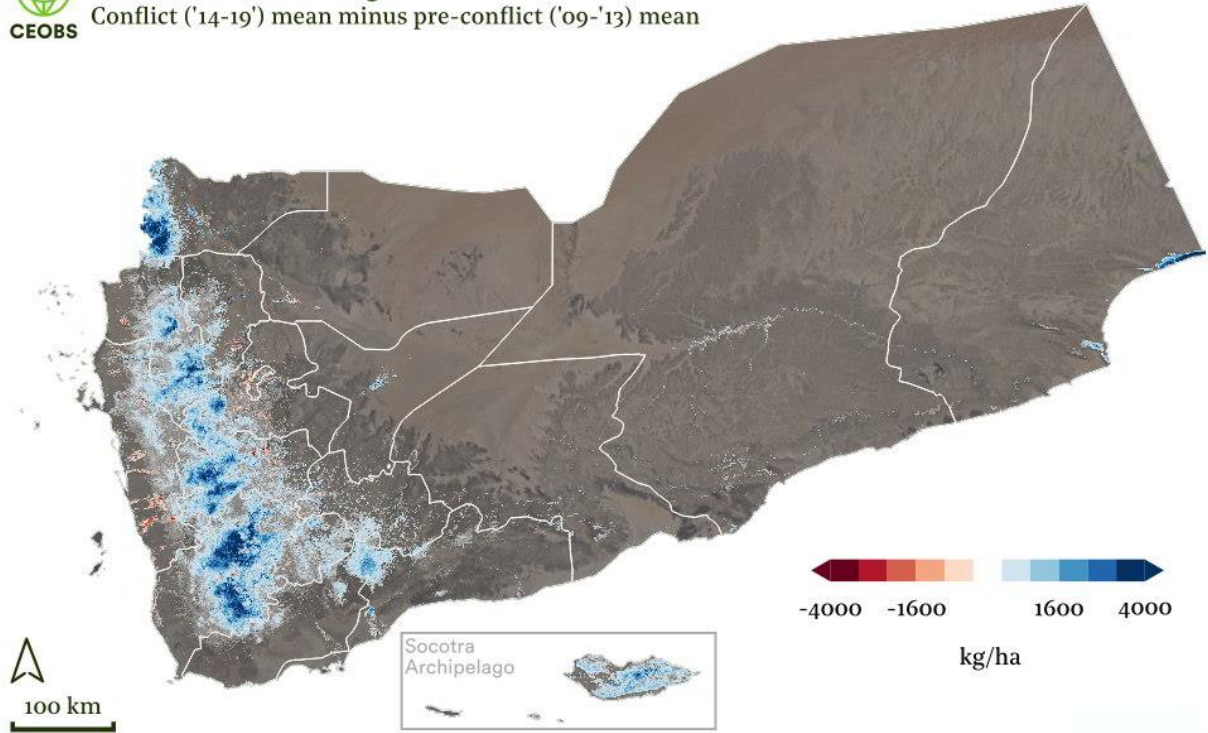 CEOBS
Conflict ('14-19') mean minus pre-conflict ('09-'13) mean
-4000 -1600 1600 4000
kg/ha
Socotra
Archipelago
100 km